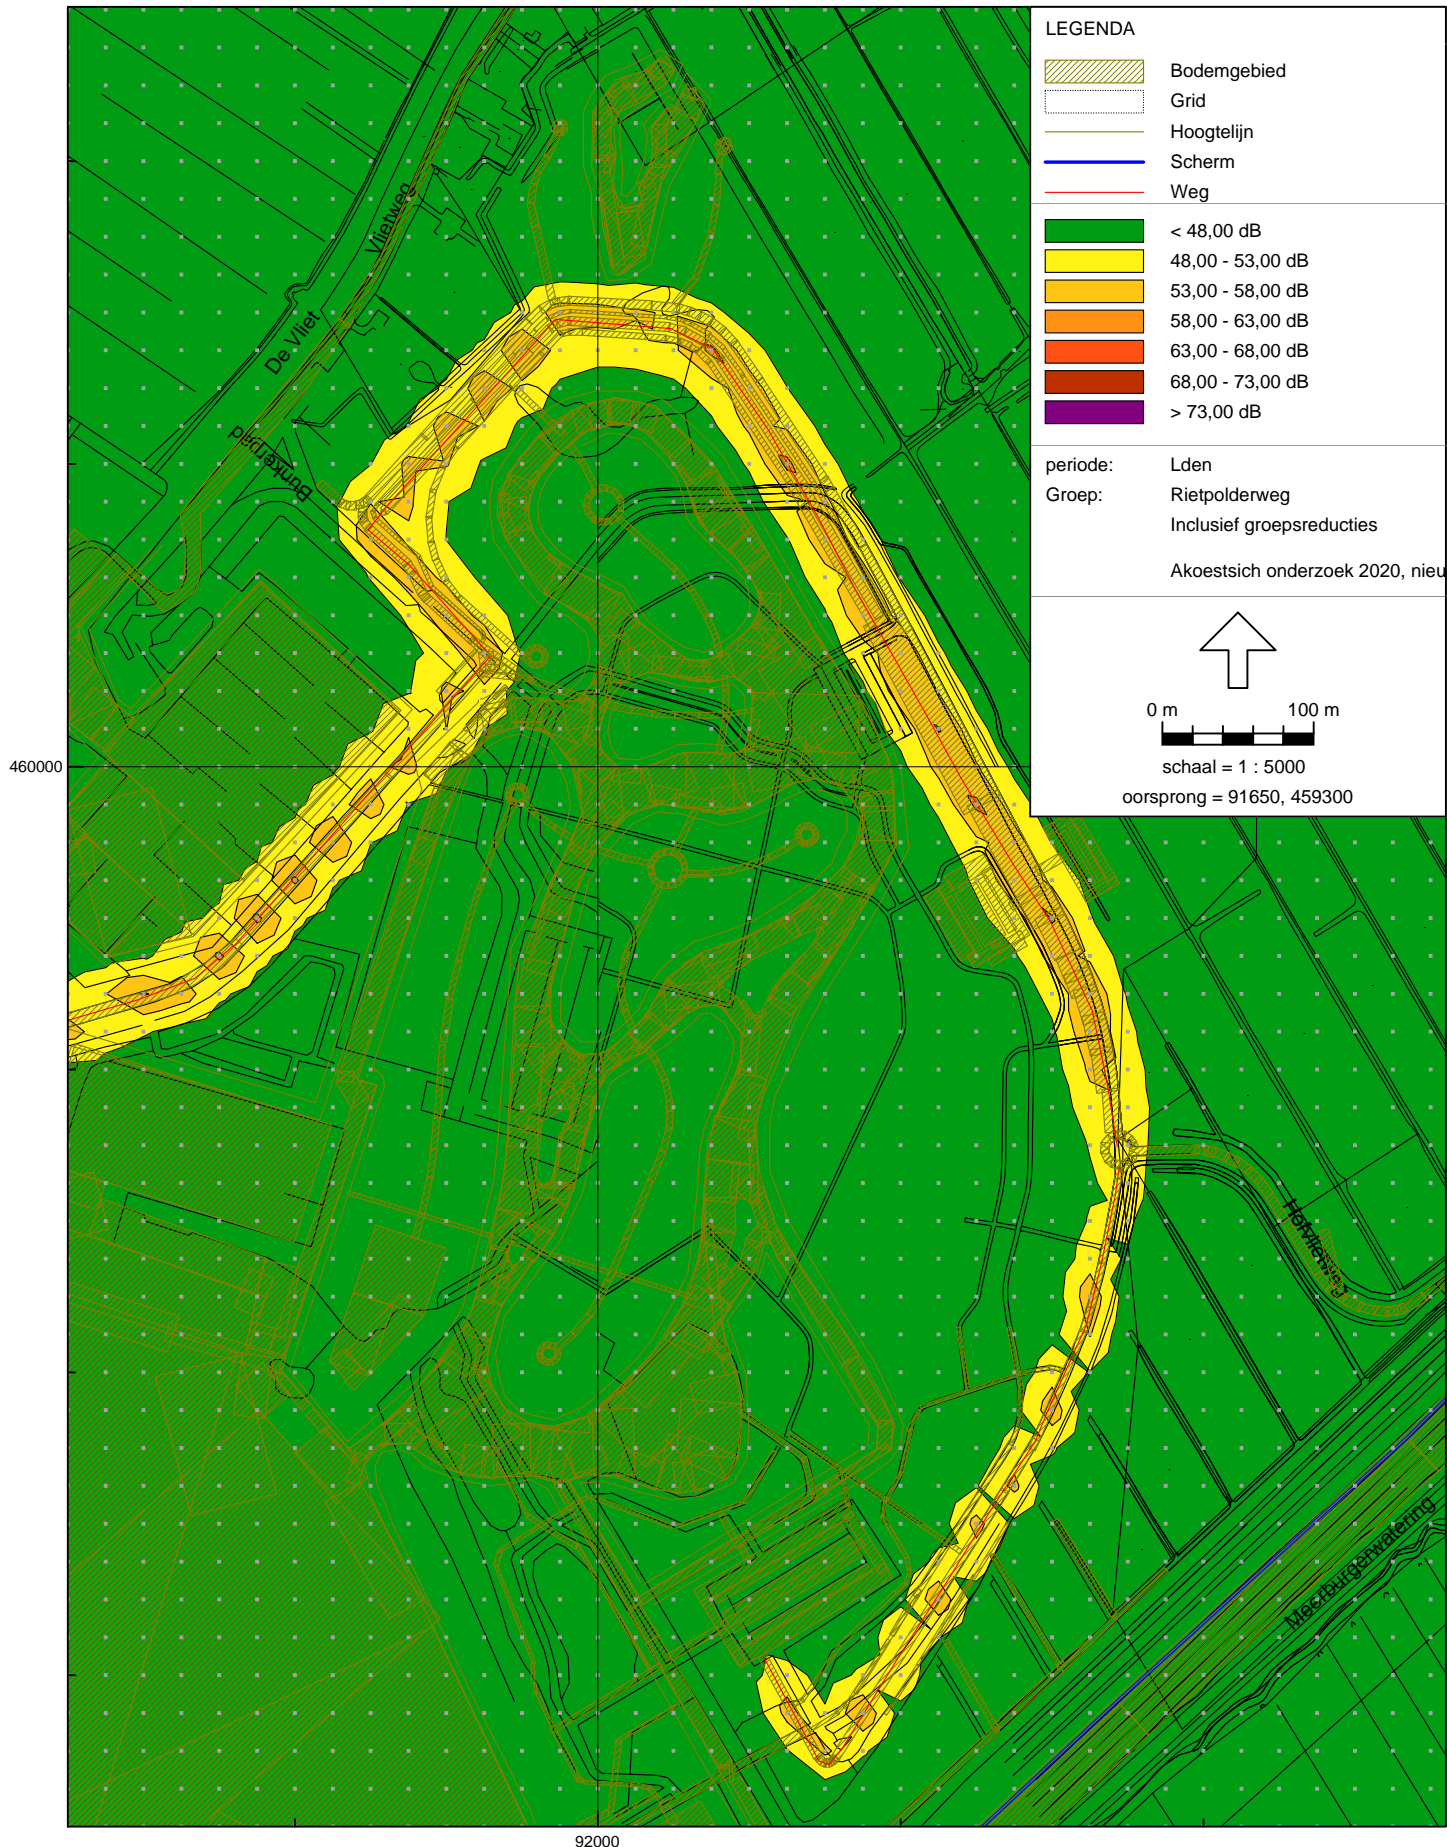 LEGENDA
Bodemgebied
Grid
Hoogtelijn
Scherm
Weg
< 48,00 dB
48,00 - 53,00 dB
53,00 - 58,00 dB
58,00 - 63,00 dB
63,00 - 68,00 dB
68,00 - 73,00 dB
> 73,00 dB
periode: Lden
Groep: Rietpolderweg
Inclusief groepsreducties
Akoestsich onderzoek 2020, nieu
0 m 100 m
schaal = 1 : 5000
oorsprong = 91650, 459300
Vlietweg
De Vliet
Bunkerpad
460000
Hofvlietweg
Meerburgerwatering
92000